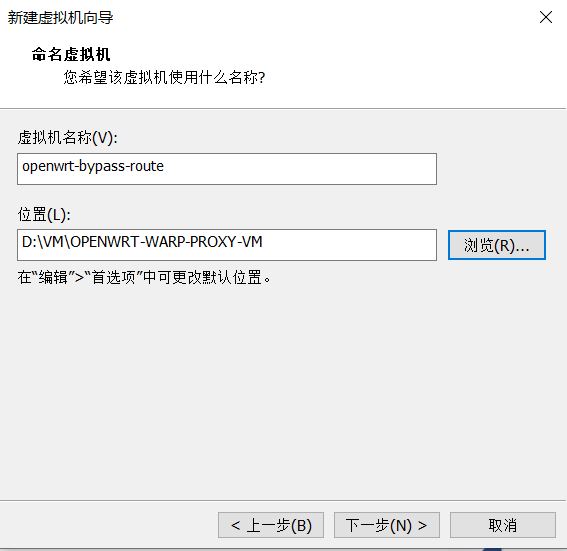 新建虚拟机向导
命名虚拟机
您希望该虚拟机使用什么名称?
虚拟机名称(V):
openwrt-bypass-route
位置(L):
D:\VM\OPENWRT-WARP-PROXY-VM
浏览(R)...
在“编辑”>“首选项”中可更改默认位置。
< 上一步(B)
下一步(N) >
取消